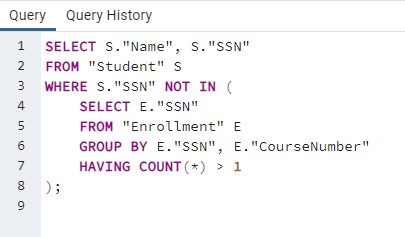 Query Query History
1 SELECT S."Name", S."SSN"
2 FROM "Student" S
3 WHERE S."SSN" NOT IN (
4     SELECT E."SSN"
5     FROM "Enrollment" E
6     GROUP BY E."SSN", E."CourseNumber"
7     HAVING COUNT(*) > 1
8 );
9